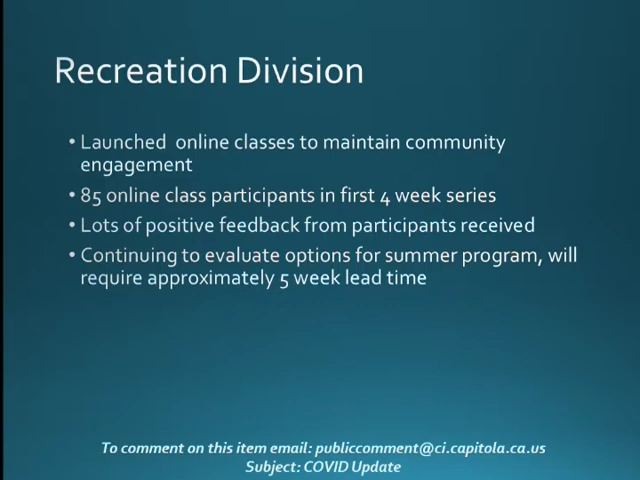 Recreation Division
• Launched  online classes to maintain community
engagement
• 85 online class participants in first 4 week series
• Lots of positive feedback from participants received
• Continuing to evaluate options for summer program, will
require approximately 5 week lead time
To comment on this item email: publiccomment@ci.capitola.ca.us
Subject: COVID Update